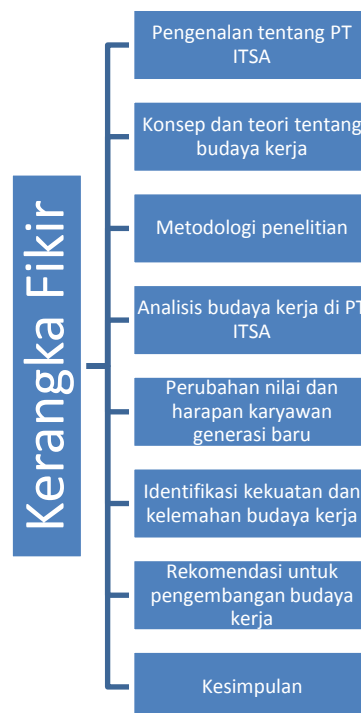 Kerangka Fikir
Pengenalan tentang PT
ITSA
Konsep dan teori tentang
budaya kerja
Metodologi penelitian
Analisis budaya kerja di PT
ITSA
Perubahan nilai dan
harapan karyawan
generasi baru
Identifikasi kekuatan dan
kelemahan budaya kerja
Rekomendasi untuk
pengembangan budaya
kerja
Kesimpulan